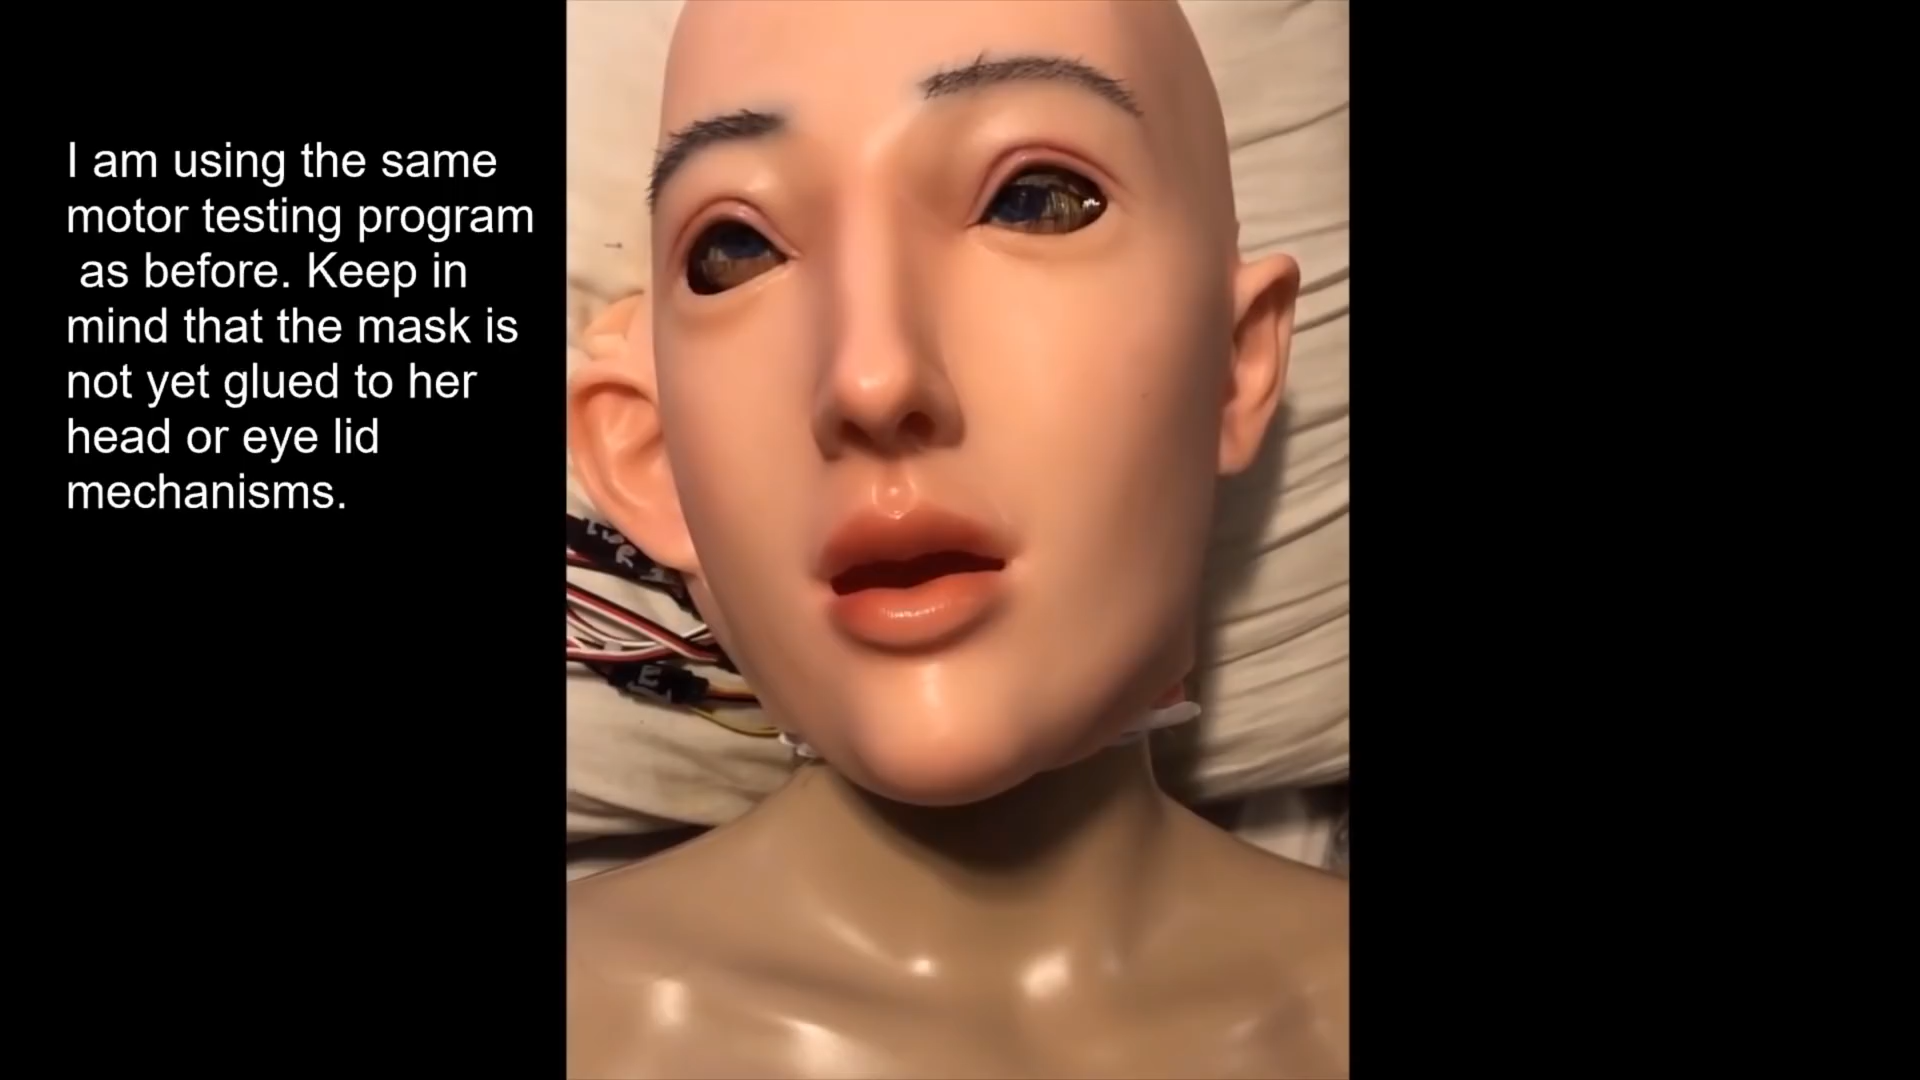 I am using the same
motor testing program
as before. Keep in
mind that the mask is
not yet glued to her
head or eye lid
mechanisms.
E